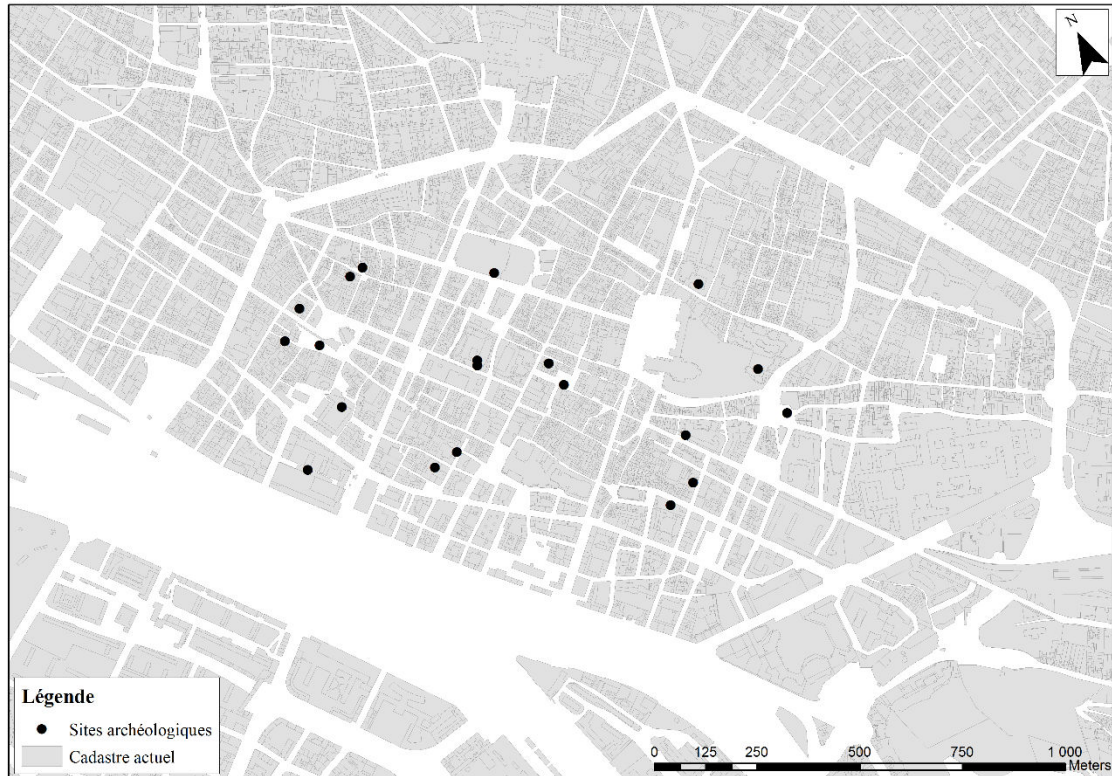 N
Légende
Sites archéologiques
Cadastre actuel
0 125 250 500 750 1 000
Meters